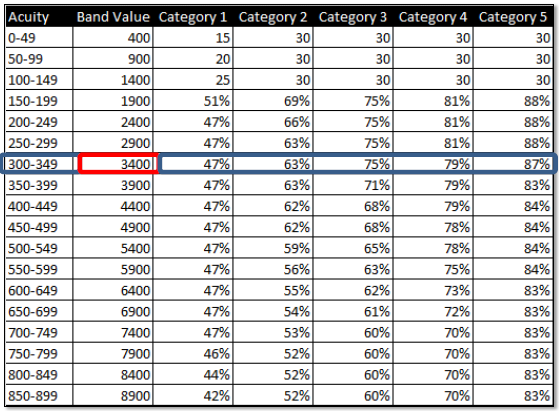 Acuity Band Value Category 1 Category 2 Category 3 Category 4 Category 5
0-49 400 15 30 30 30 30
50-99 900 20 30 30 30 30
100-149 1400 25 30 30 30 30
150-199 1900 51% 69% 75% 81% 88%
200-249 2400 47% 66% 75% 81% 88%
250-299 2900 47% 63% 75% 81% 88%
300-349 3400 47% 63% 75% 79% 87%
350-399 3900 47% 63% 71% 79% 83%
400-449 4400 47% 62% 68% 79% 84%
450-499 4900 47% 62% 68% 78% 84%
500-549 5400 47% 59% 65% 78% 84%
550-599 5900 47% 56% 63% 75% 84%
600-649 6400 47% 55% 62% 73% 83%
650-699 6900 47% 54% 61% 72% 83%
700-749 7400 47% 53% 60% 70% 83%
750-799 7900 46% 52% 60% 70% 83%
800-849 8400 44% 52% 60% 70% 83%
850-899 8900 42% 52% 60% 70% 83%